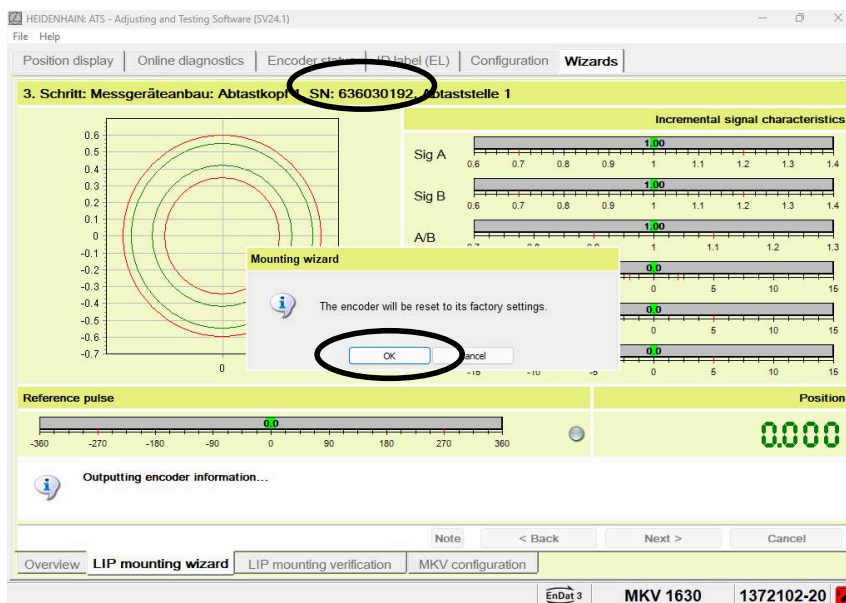 HEIDENHAIN: ATS - Adjusting and Testing Software (SV24.1)
File Help
Position display Online diagnostics Encoder status ID label (EL) Configuration Wizards
3. Schritt: Messgeräteanbau: Abtastkopf 1, SN: 636030192, Abtaststelle 1
Incremental signal characteristics
0.6
0.5
0.4
0.3
0.2
0.1
0
-0.1
-0.2
-0.3
-0.4
-0.5
-0.6
-0.7
0
Sig A
1.00
0.6 0.7 0.8 0.9 1 1.1 1.2 1.3 1.4
Sig B
1.00
0.6 0.7 0.8 0.9 1 1.1 1.2 1.3 1.4
A/B
1.00
0.7 0.8 0.9 1 1.1 1.2 1.3
0.0
0 5 10 15
0.0
0 5 10 15
0.0
-15 -10 -5 0 5 10 15
Mounting wizard
The encoder will be reset to its factory settings.
OK Cancel
Reference pulse
0.0
-360 -270 -180 -90 0 90 180 270 360
Position
0.000
Outputting encoder information...
Note < Back Next > Cancel
Overview LIP mounting wizard LIP mounting verification MKV configuration
EnDat 3 MKV 1630 1372102-20